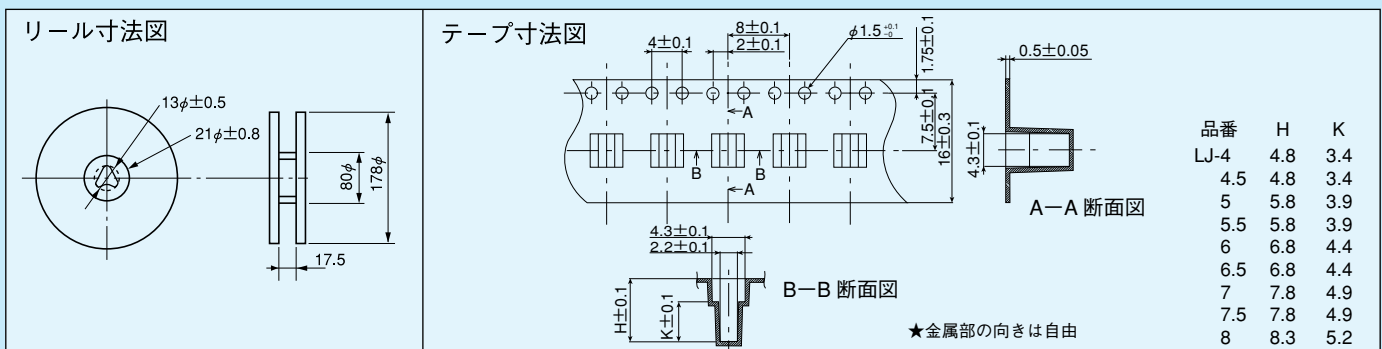 リール寸法図
13φ±0.5
21φ±0.8
80φ
178φ
17.5
テープ寸法図
4±0.1
8±0.1
2±0.1
φ1.5 +0.1 -0
1.75±0.1
7.5±0.1
16±0.3
A
A
B
B
0.5±0.05
4.3±0.1
A－A 断面図
4.3±0.1
2.2±0.1
H±0.1
K±0.1
B－B 断面図
★金属部の向きは自由
品番 H K
LJ-4 4.8 3.4
4.5 4.8 3.4
5 5.8 3.9
5.5 5.8 3.9
6 6.8 4.4
6.5 6.8 4.4
7 7.8 4.9
7.5 7.8 4.9
8 8.3 5.2